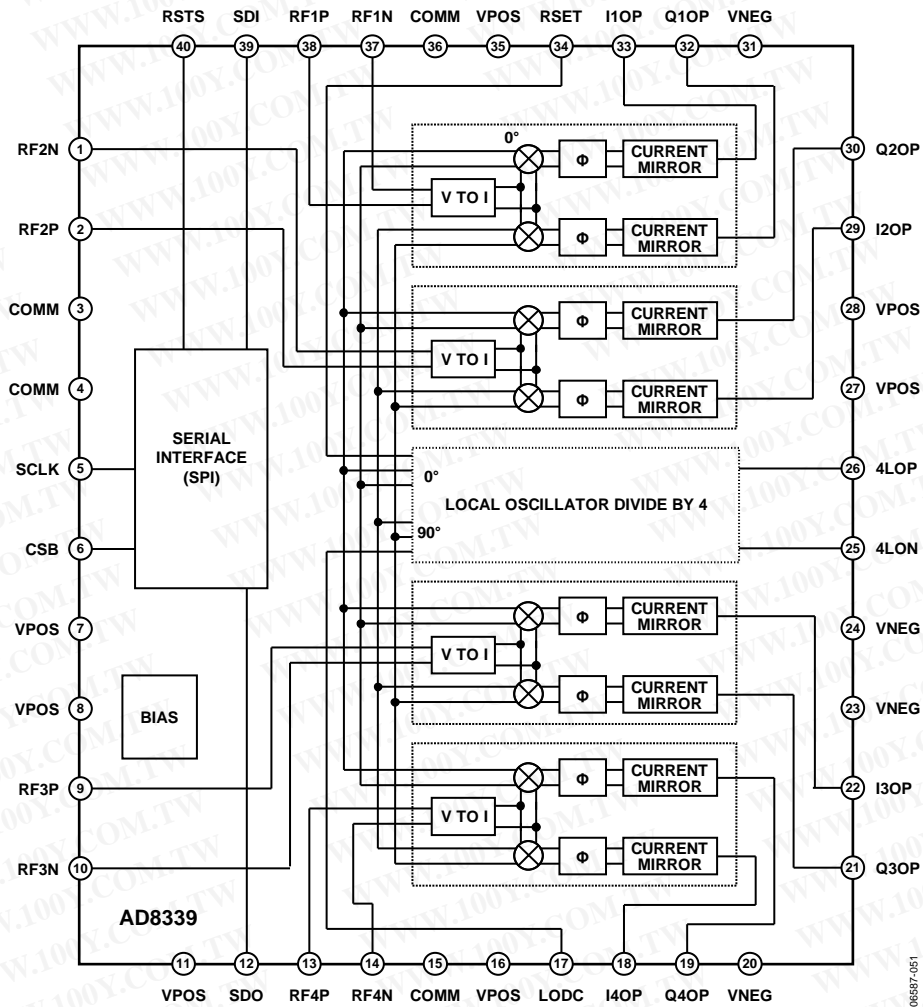 RSTS SDI RF1P RF1N COMM VPOS RSET I1OP Q1OP VNEG
40 39 38 37 36 35 34 33 32 31
RF2N 1
RF2P 2
COMM 3
COMM 4
SCLK 5
CSB 6
VPOS 7
VPOS 8
RF3P 9
RF3N 10
SERIAL
INTERFACE
(SPI)
BIAS
AD8339
0°
V TO I
Φ CURRENT
MIRROR
Φ CURRENT
MIRROR
V TO I
Φ CURRENT
MIRROR
Φ CURRENT
MIRROR
0°
LOCAL OSCILLATOR DIVIDE BY 4
90°
V TO I
Φ CURRENT
MIRROR
Φ CURRENT
MIRROR
V TO I
Φ CURRENT
MIRROR
Φ CURRENT
MIRROR
30 Q2OP
29 I2OP
28 VPOS
27 VPOS
26 4LOP
25 4LON
24 VNEG
23 VNEG
22 I3OP
21 Q3OP
11 12 13 14 15 16 17 18 19 20
VPOS SDO RF4P RF4N COMM VPOS LODC I4OP Q4OP VNEG
06587-051
WWW.100Y.COM.TW